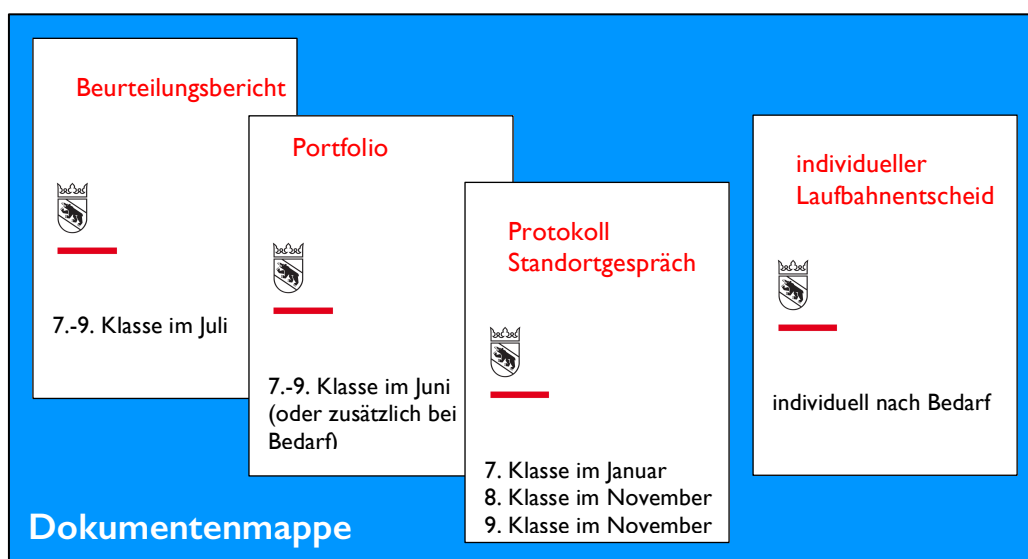 Beurteilungsbericht
7.-9. Klasse im Juli
Portfolio
7.-9. Klasse im Juni
(oder zusätzlich bei
Bedarf)
Protokoll
Standortgespräch
7. Klasse im Januar
8. Klasse im November
9. Klasse im November
individueller
Laufbahnentscheid
individuell nach Bedarf
Dokumentenmappe